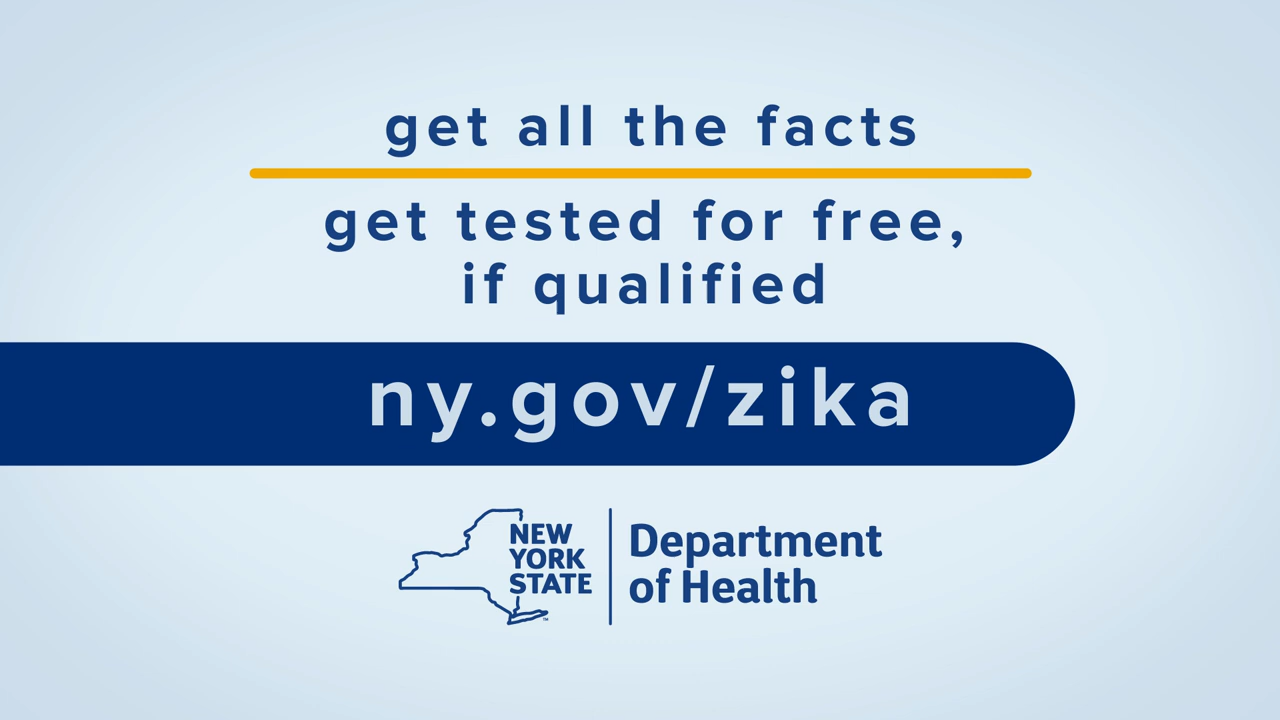 get all the facts
get tested for free,
if qualified
ny.gov/zika
NEW
YORK
STATE
™
Department
of Health